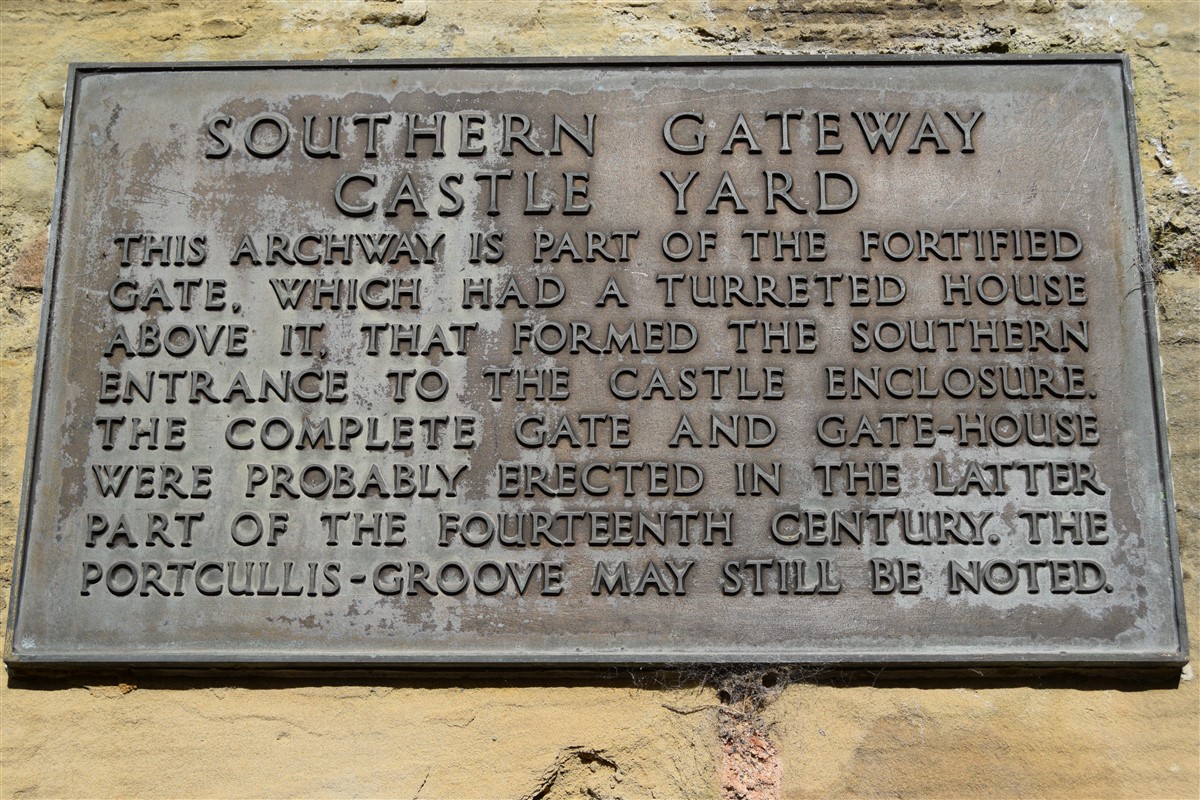 SOUTHERN GATEWAY
CASTLE YARD
THIS ARCHWAY IS PART OF THE FORTIFIED
GATE, WHICH HAD A TURRETED HOUSE
ABOVE IT, THAT FORMED THE SOUTHERN
ENTRANCE TO THE CASTLE ENCLOSURE.
THE COMPLETE GATE AND GATE-HOUSE
WERE PROBABLY ERECTED IN THE LATTER
PART OF THE FOURTEENTH CENTURY. THE
PORTCULLIS-GROOVE MAY STILL BE NOTED.